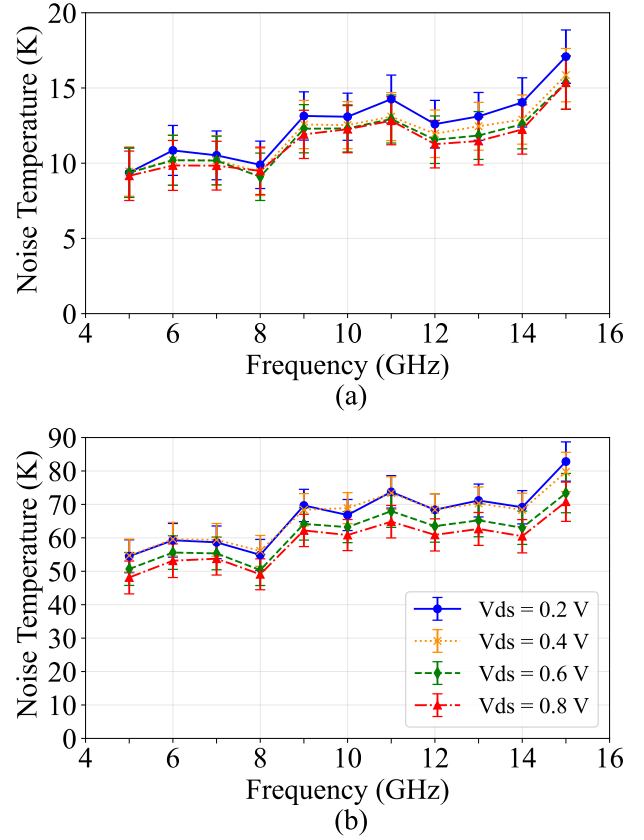 20
15
10
5
0
Noise Temperature (K)
4 6 8 10 12 14 16
Frequency (GHz)
(a)
90
80
70
60
50
40
30
20
10
0
Noise Temperature (K)
Vds = 0.2 V
Vds = 0.4 V
Vds = 0.6 V
Vds = 0.8 V
4 6 8 10 12 14 16
Frequency (GHz)
(b)